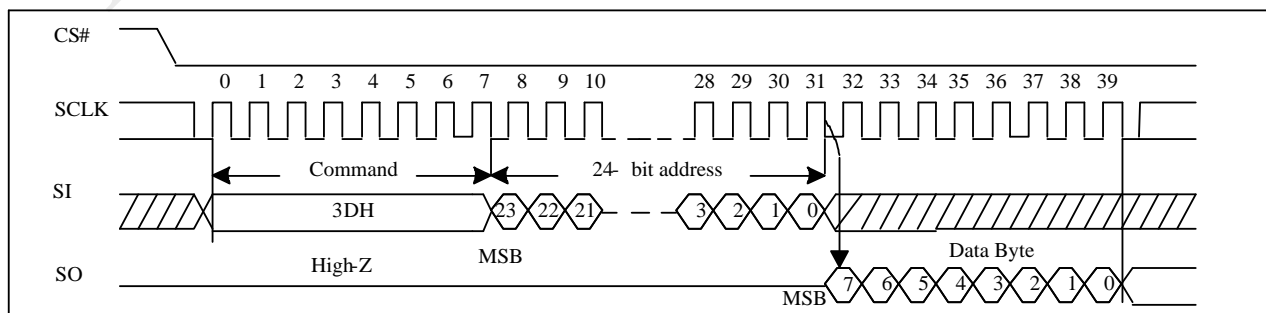 CS#
0 1 2 3 4 5 6 7 8 9 10 28 29 30 31 32 33 34 35 36 37 38 39
SCLK
Command 24- bit address
SI
3DH 23 22 21 3 2 1 0
High-Z MSB Data Byte
SO
MSB 7 6 5 4 3 2 1 0